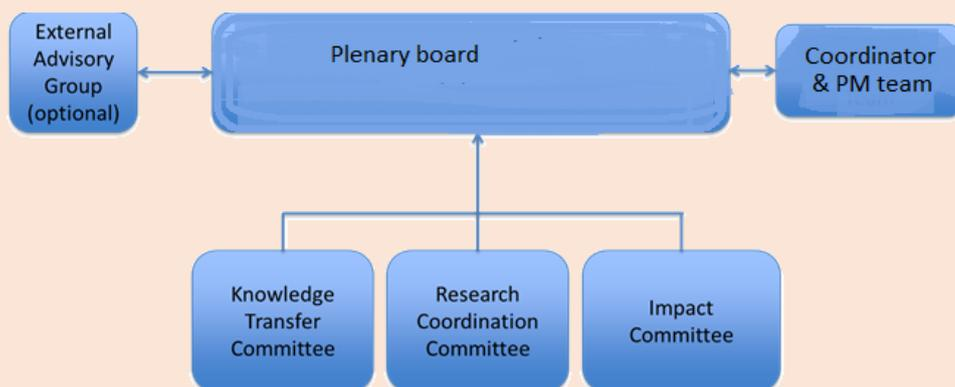 External
Advisory
Group
(optional)
Plenary board
Coordinator
& PM team
Knowledge
Transfer
Committee
Research
Coordination
Committee
Impact
Committee